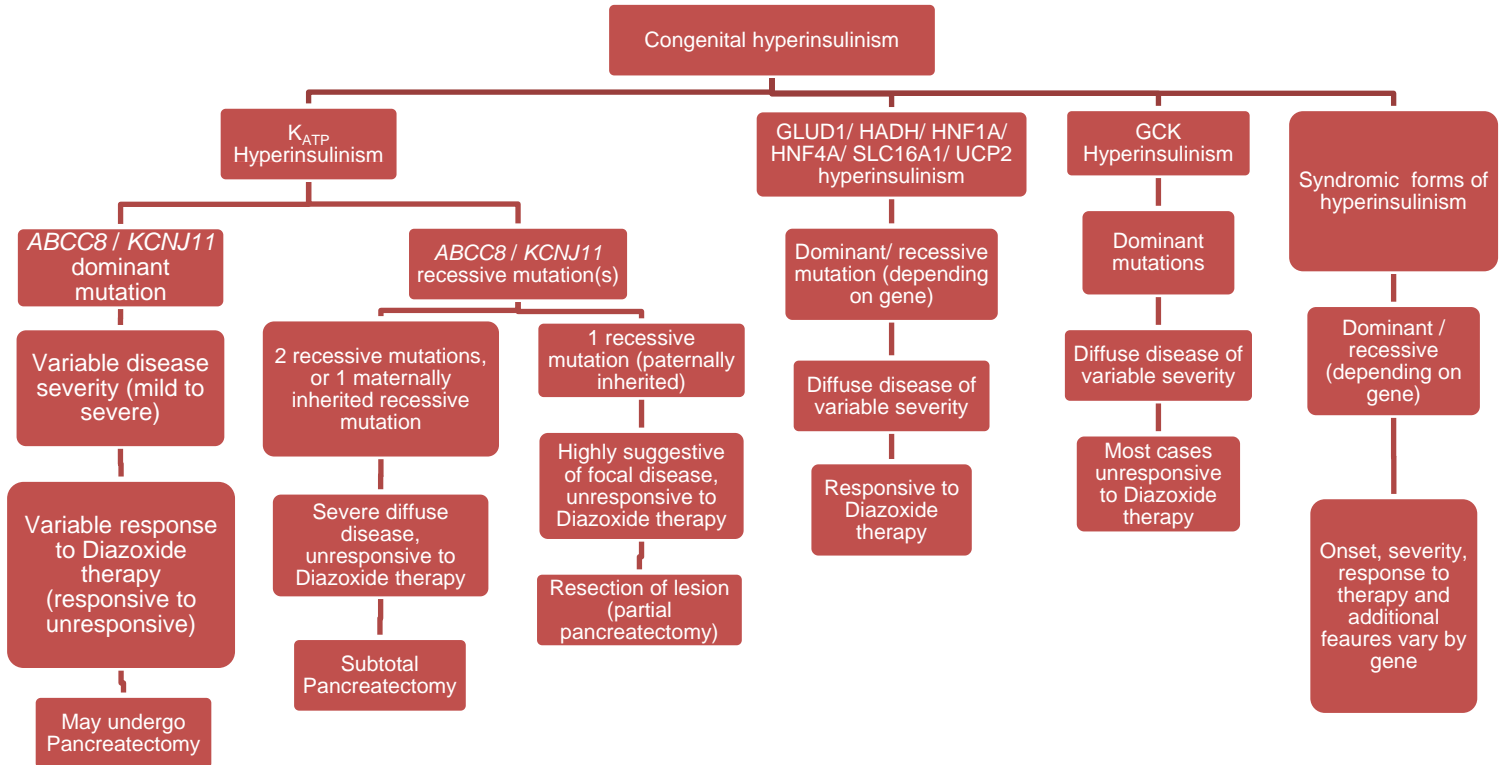 Congenital hyperinsulinism
K_ATP
Hyperinsulinism
ABCC8 / KCNJ11
dominant
mutation
Variable disease
severity (mild to
severe)
Variable response
to Diazoxide
therapy
(responsive to
unresponsive)
May undergo
Pancreatectomy
ABCC8 / KCNJ11
recessive mutation(s)
2 recessive mutations,
or 1 maternally
inherited recessive
mutation
Severe diffuse
disease,
unresponsive to
Diazoxide therapy
Subtotal
Pancreatectomy
1 recessive
mutation (paternally
inherited)
Highly suggestive
of focal disease,
unresponsive to
Diazoxide therapy
Resection of lesion
(partial
pancreatectomy)
GLUD1/ HADH/ HNF1A/
HNF4A/ SLC16A1/ UCP2
hyperinsulinism
Dominant/ recessive
mutation (depending
on gene)
Diffuse disease of
variable severity
Responsive to
Diazoxide
therapy
GCK
Hyperinsulinism
Dominant
mutations
Diffuse disease of
variable severity
Most cases
unresponsive
to Diazoxide
therapy
Syndromic forms of
hyperinsulinism
Dominant /
recessive
(depending on
gene)
Onset, severity,
response to
therapy and
additional
feaures vary by
gene